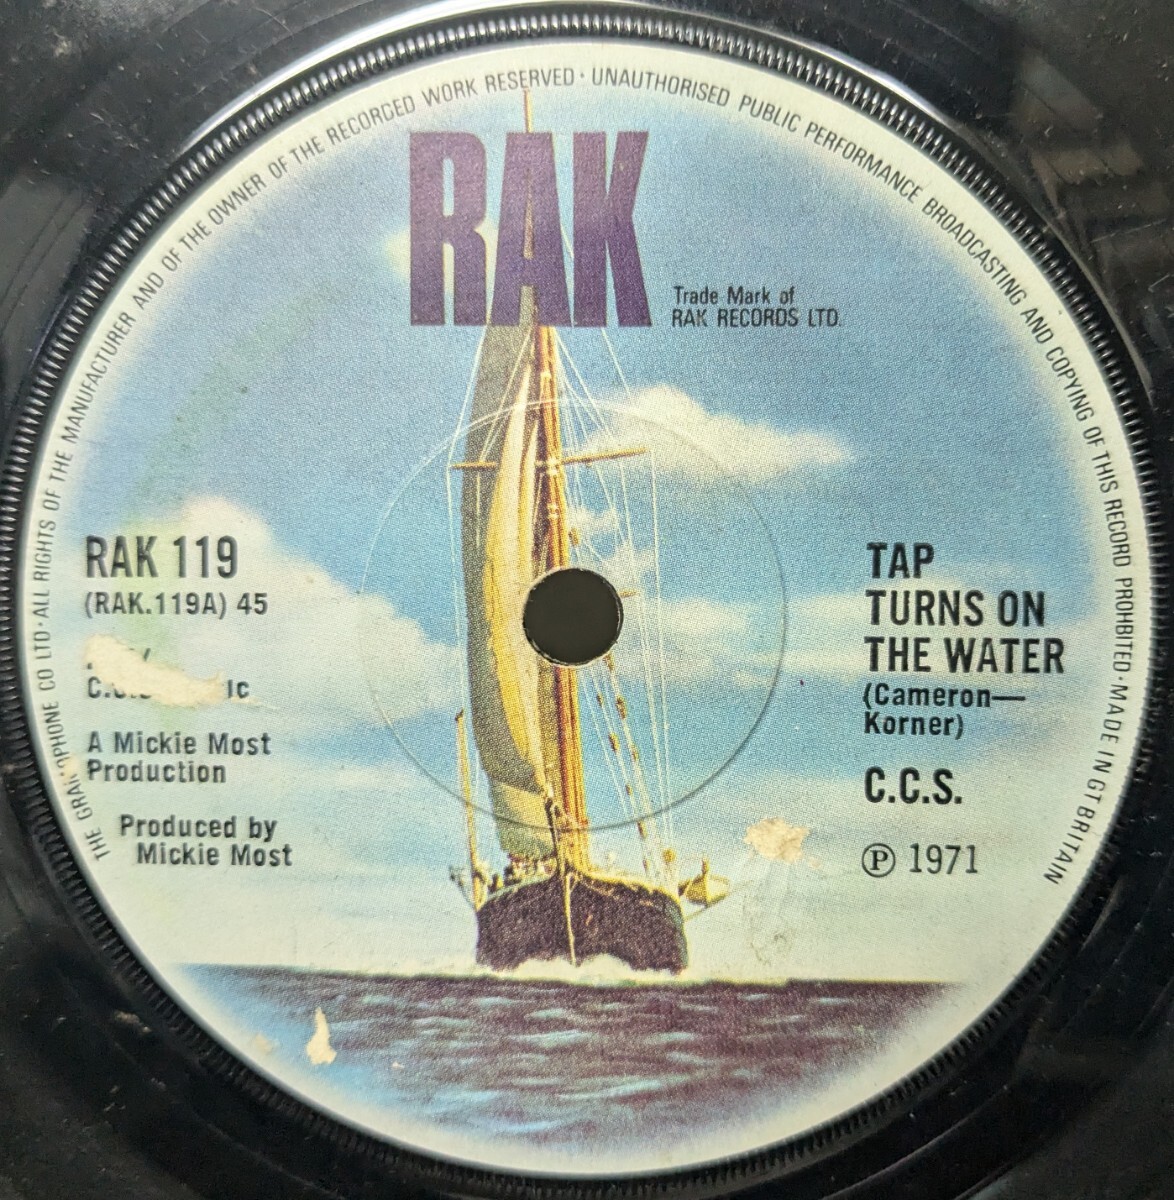 THE GRAMOPHONE CO LTD · ALL RIGHTS OF THE MANUFACTURER AND OF THE OWNER OF THE RECORDED WORK RESERVED · UNAUTHORISED PUBLIC PERFORMANCE BROADCASTING AND COPYING OF THIS RECORD PROHIBITED · MADE IN GT BRITAIN
RAK
Trade Mark of
RAK RECORDS LTD.
RAK 119
(RAK.119A) 45
A Mickie Most
Production
Produced by
Mickie Most
TAP
TURNS ON
THE WATER
(Cameron—
Korner)
C.C.S.
Ⓟ 1971